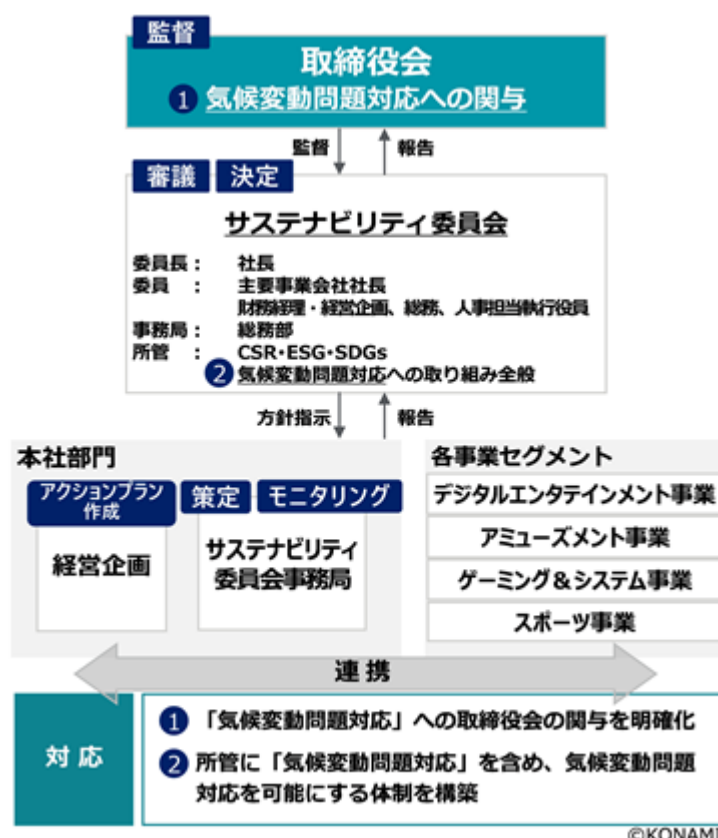 監督
取締役会
1 気候変動問題対応への関与
監督 報告
審議 決定
サステナビリティ委員会
委員長： 社長
委員 ： 主要事業会社社長
財務経理・経営企画、総務、人事担当執行役員
事務局： 総務部
所管 ： CSR・ESG・SDGs
2 気候変動問題対応への取り組み全般
方針指示 報告
本社部門
アクションプラン
作成
経営企画
策定 モニタリング
サステナビリティ
委員会事務局
各事業セグメント
デジタルエンタテインメント事業
アミューズメント事業
ゲーミング＆システム事業
スポーツ事業
連携
対応
1 「気候変動問題対応」への取締役会の関与を明確化
2 所管に「気候変動問題対応」を含め、気候変動問題
対応を可能にする体制を構築
©KONAMI